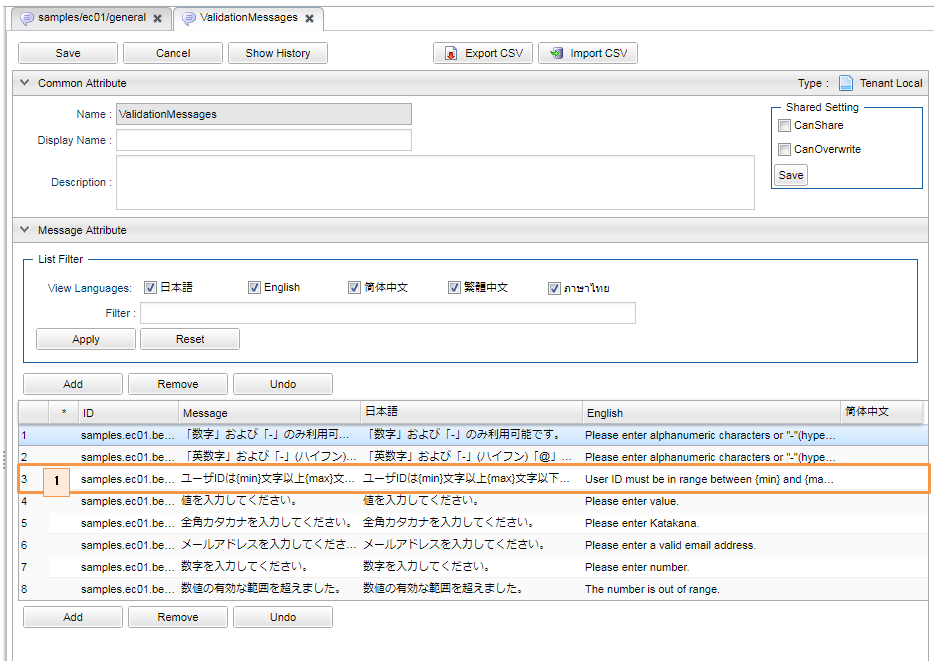 samples/ec01/general ValidationMessages
Save Cancel Show History Export CSV Import CSV
Common Attribute Type : Tenant Local
Name : ValidationMessages
Shared Setting
CanShare
Display Name :
CanOverwrite
Description :
Save
Message Attribute
List Filter
View Languages: 日本語 English 简体中文 繁體中文 ภาษาไทย
Filter :
Apply Reset
Add Remove Undo
* ID Message 日本語 English 简体中文
1 samples.ec01.be... 「数字」および「-」のみ利用可... 「数字」および「-」のみ利用可能です。 Please enter alphanumeric characters or "-"(hype...
2 samples.ec01.be... 「英数字」および「-」(ハイフン)... 「英数字」および「-」(ハイフン)「@」... Please enter alphanumeric characters or "-"(hype...
3 1 samples.ec01.be... ユーザIDは{min}文字以上{max}文... ユーザIDは{min}文字以上{max}文字以下... User ID must be in range between {min} and {ma...
4 samples.ec01.be... 値を入力してください。 値を入力してください。 Please enter value.
5 samples.ec01.be... 全角カタカナを入力してください。 全角カタカナを入力してください。 Please enter Katakana.
6 samples.ec01.be... メールアドレスを入力してくださ... メールアドレスを入力してください。 Please enter a valid email address.
7 samples.ec01.be... 数字を入力してください。 数字を入力してください。 Please enter number.
8 samples.ec01.be... 数値の有効な範囲を超えました。 数値の有効な範囲を超えました。 The number is out of range.
Add Remove Undo